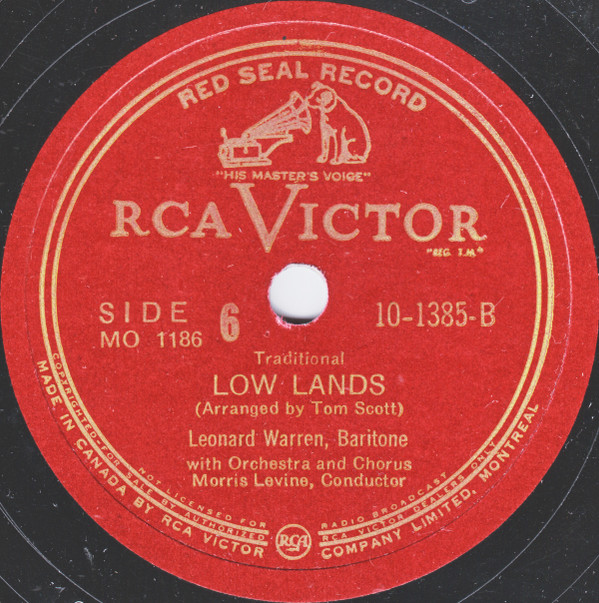 RED SEAL RECORD
"HIS MASTER'S VOICE"
RCA VICTOR
"REG. T.M."
SIDE 6
MO 1186
10-1385-B
Traditional
LOW LANDS
(Arranged by Tom Scott)
Leonard Warren, Baritone
with Orchestra and Chorus
Morris Levine, Conductor
COPYRIGHTED-FOR SALE BY AUTHORIZED RCA VICTOR DEALERS ONLY
NOT LICENSED FOR RADIO BROADCAST
MADE IN CANADA BY RCA VICTOR COMPANY LIMITED, MONTREAL
RCA